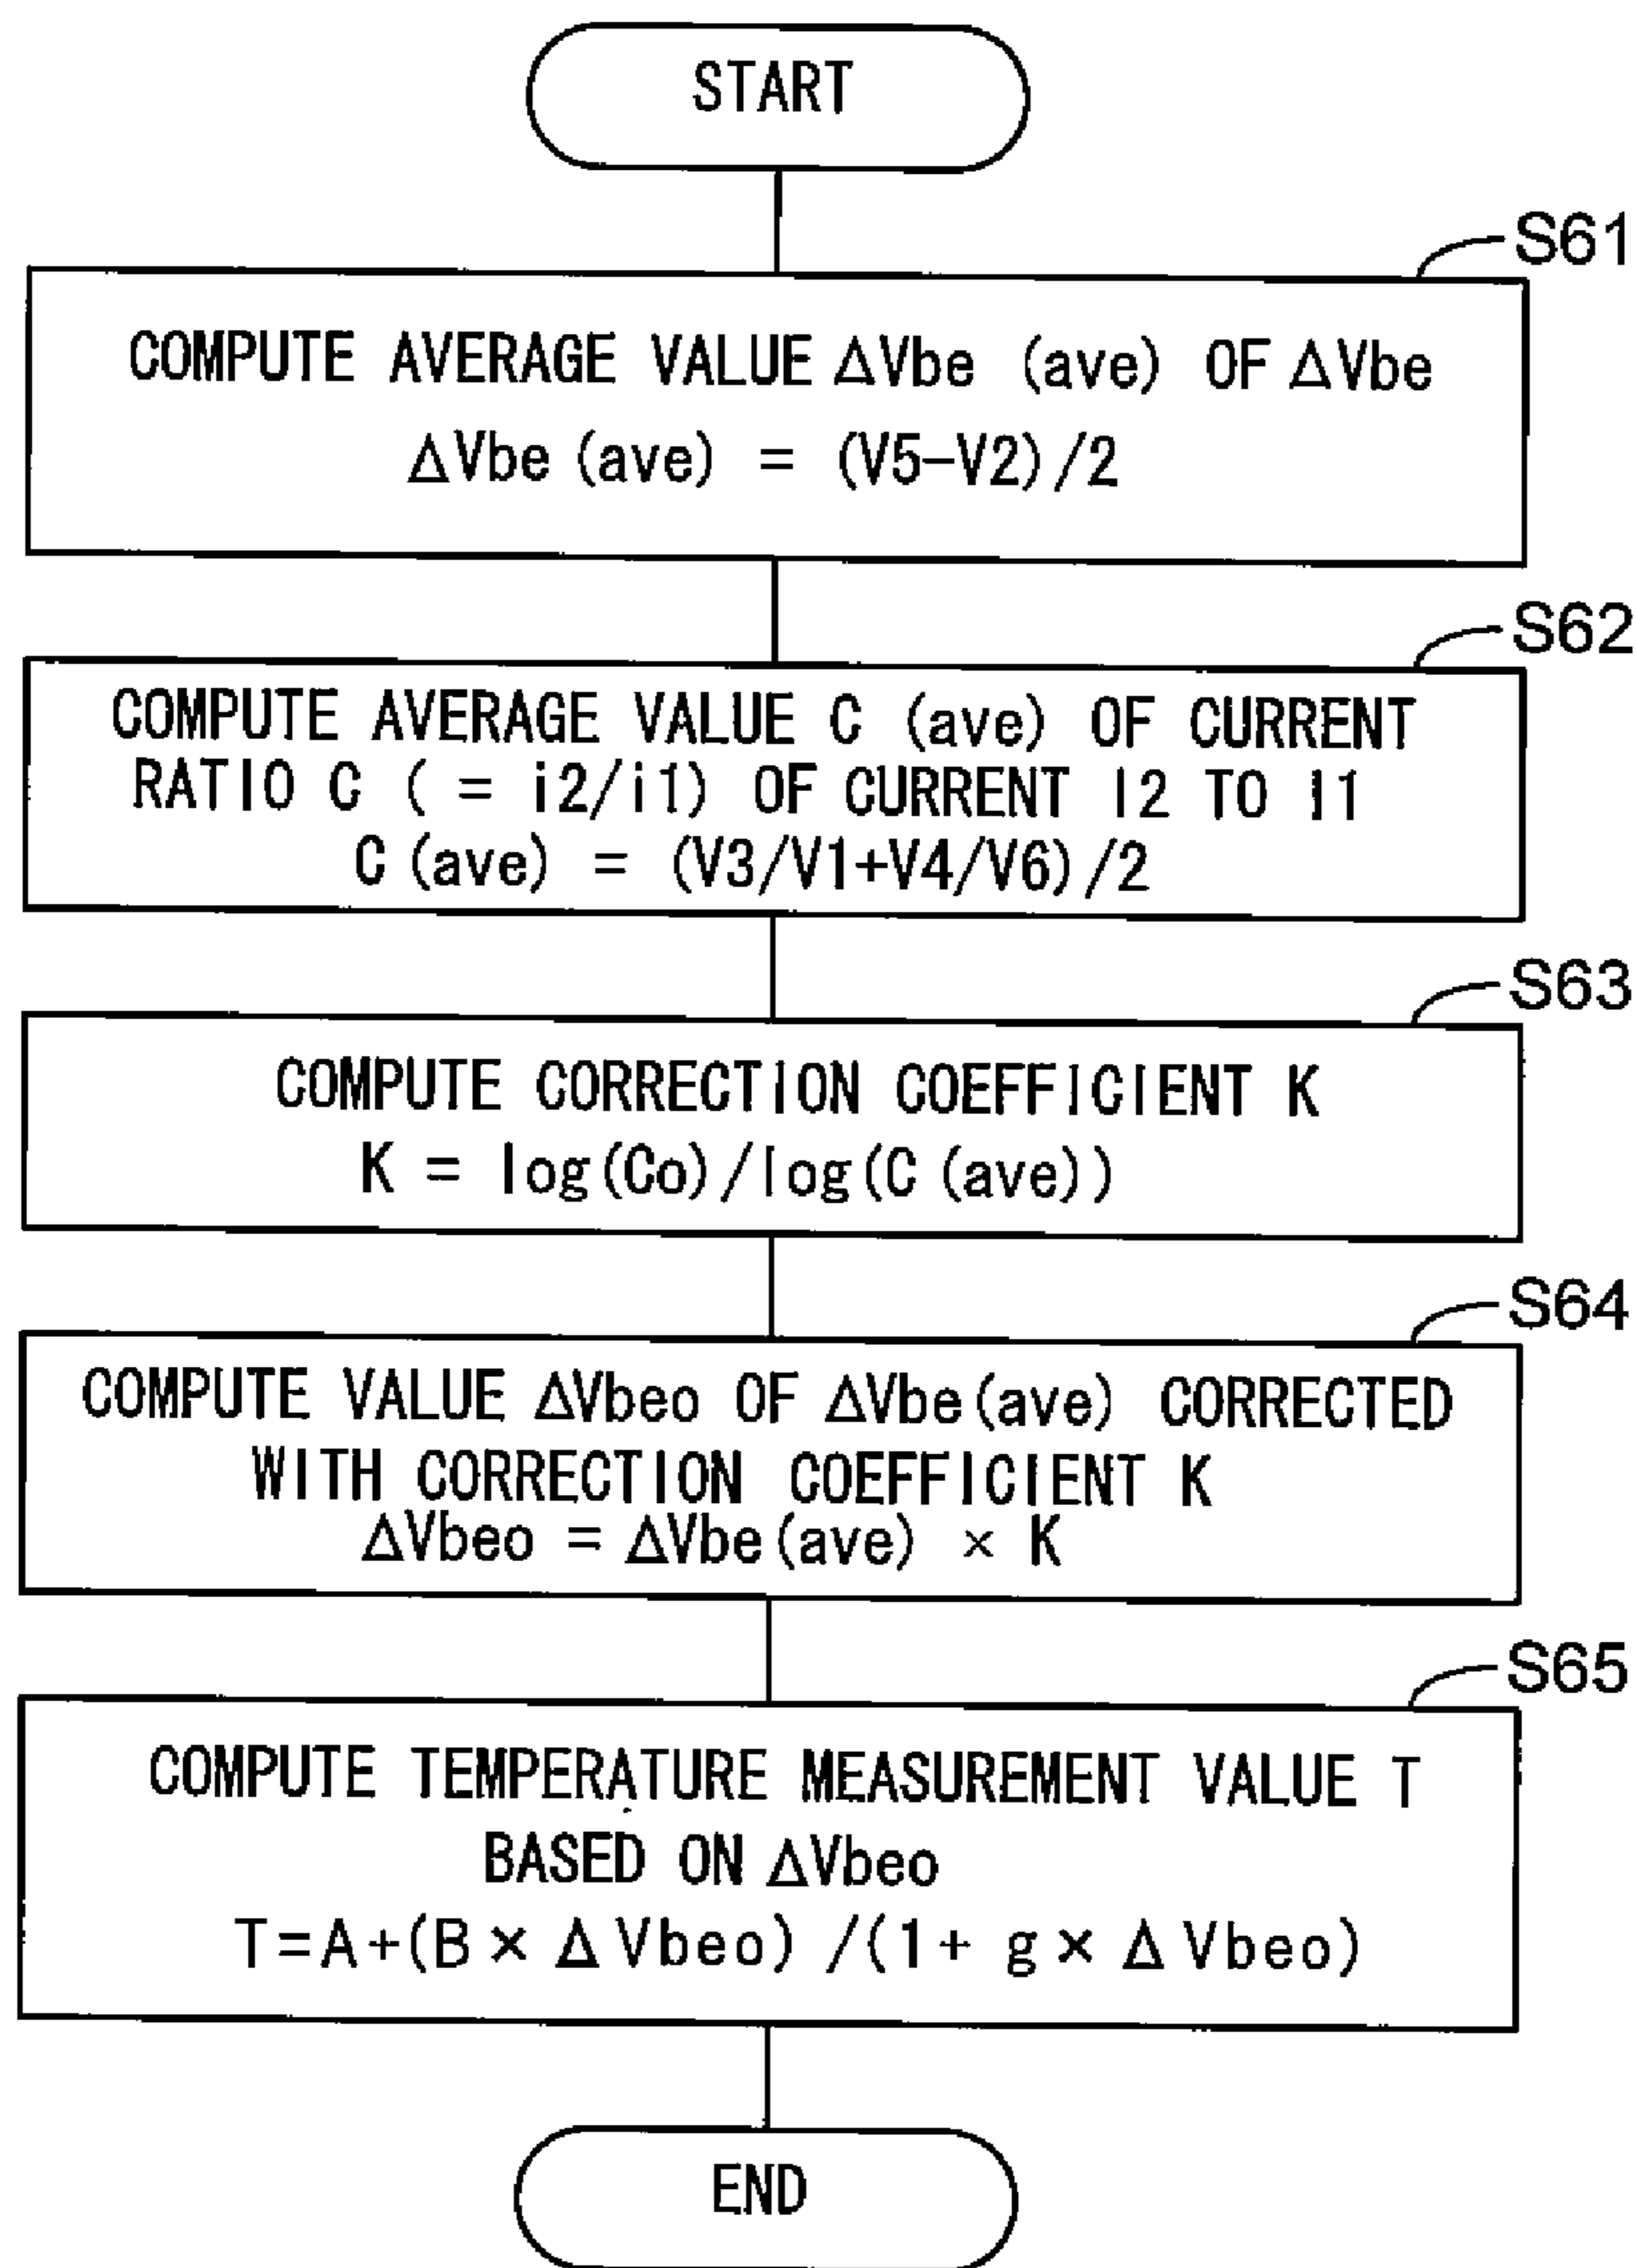 START
S61
COMPUTE AVERAGE VALUE ΔVbe (ave) OF ΔVbe
ΔVbe (ave) = (V5-V2)/2
S62
COMPUTE AVERAGE VALUE C (ave) OF CURRENT
RATIO C ( = i2/i1) OF CURRENT I2 TO I1
C (ave) = (V3/V1+V4/V6)/2
S63
COMPUTE CORRECTION COEFFICIENT K
K = log(Co)/log(C (ave))
S64
COMPUTE VALUE ΔVbeo OF ΔVbe(ave) CORRECTED
WITH CORRECTION COEFFICIENT K
ΔVbeo = ΔVbe(ave) × K
S65
COMPUTE TEMPERATURE MEASUREMENT VALUE T
BASED ON ΔVbeo
T=A+(B×ΔVbeo)/(1+ g×ΔVbeo)
END